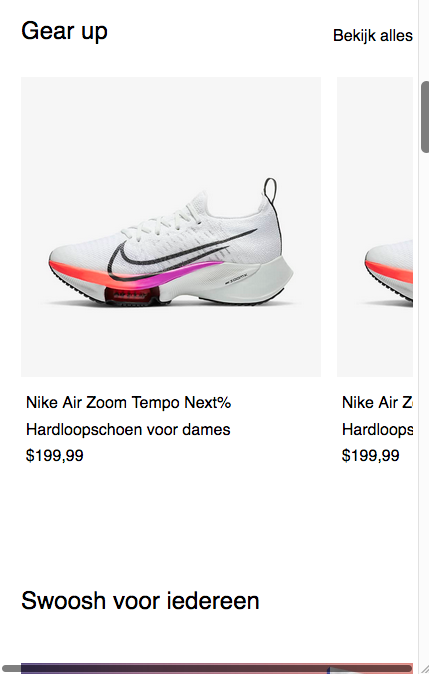 Gear up
Bekijk alles
Nike Air Zoom Tempo Next%
Hardloopschoen voor dames
$199,99
Nike Air Z
Hardloops
$199,99
Swoosh voor iedereen